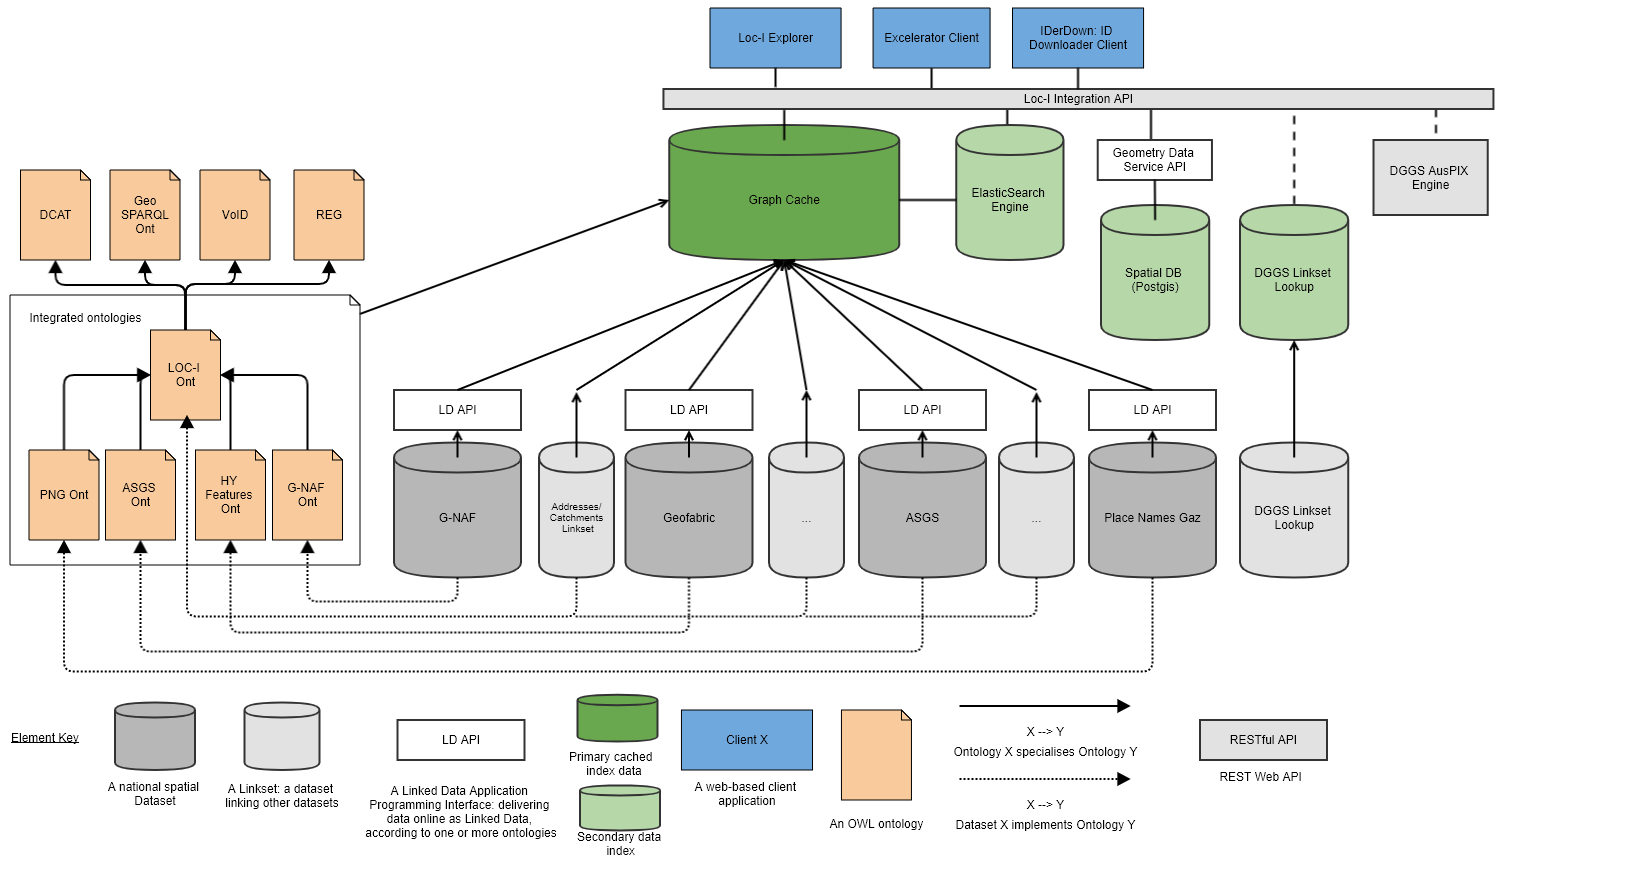 Loc-I Explorer
Excelerator Client
IDerDown: ID
Downloader Client
Loc-I Integration API
Graph Cache
ElasticSearch
Engine
Geometry Data
Service API
Spatial DB
(Postgis)
DGGS Linkset
Lookup
DGGS AusPIX
Engine
DCAT
Geo
SPARQL
Ont
VoID
REG
Integrated ontologies
LOC-I
Ont
PNG Ont
ASGS
Ont
HY
Features
Ont
G-NAF
Ont
LD API
LD API
LD API
LD API
G-NAF
Addresses/
Catchments
Linkset
Geofabric
...
ASGS
...
Place Names Gaz
DGGS Linkset
Lookup
Element Key
A national spatial
Dataset
A Linkset: a dataset
linking other datasets
LD API
A Linked Data Application
Programming Interface: delivering
data online as Linked Data,
according to one or more ontologies
Primary cached
index data
Secondary data
index
Client X
A web-based client
application
An OWL ontology
X --> Y
Ontology X specialises Ontology Y
X --> Y
Dataset X implements Ontology Y
RESTful API
REST Web API